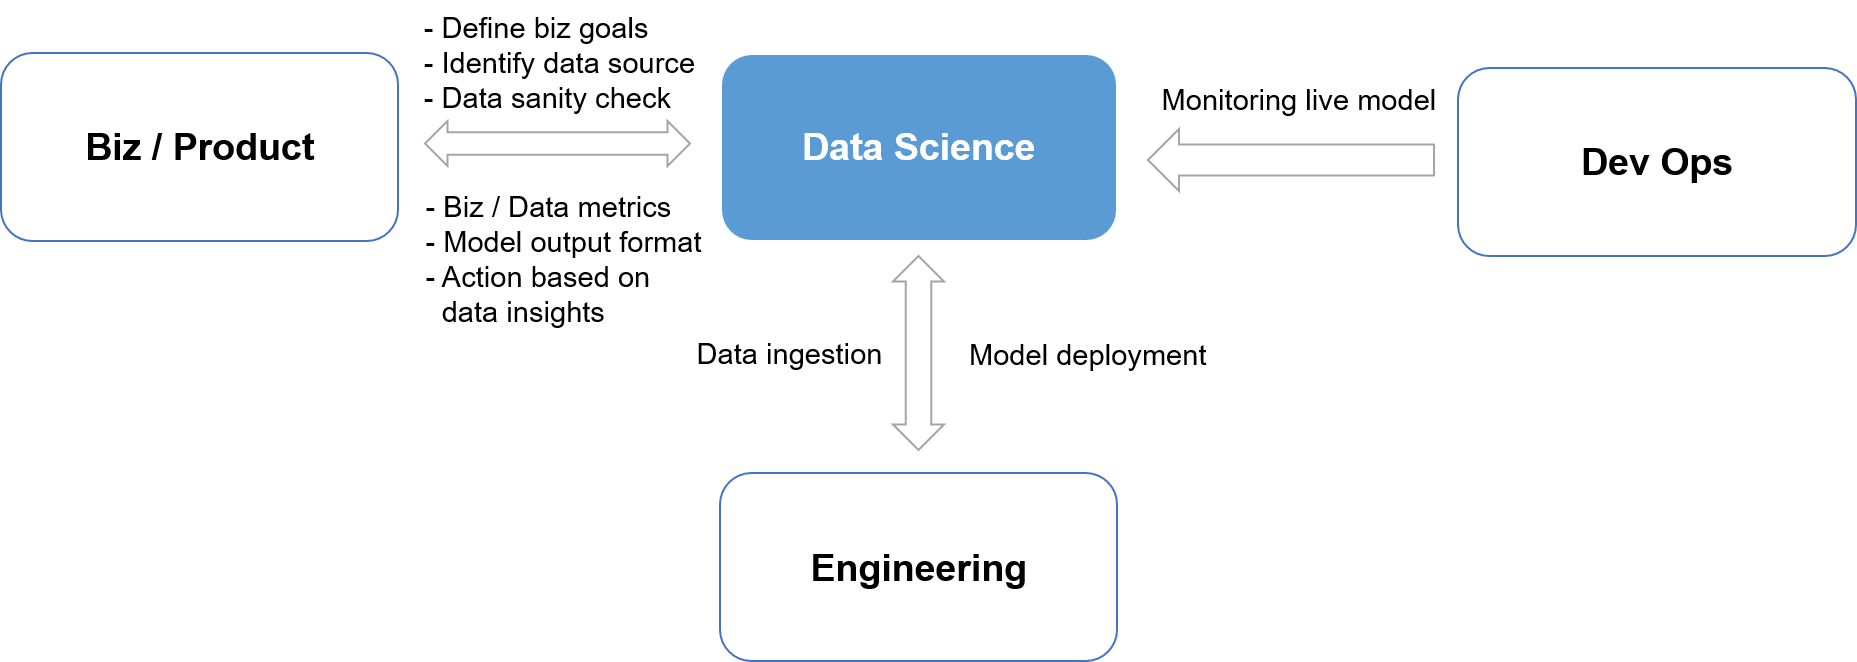 - Define biz goals
- Identify data source
- Data sanity check
Biz / Product
Data Science
Monitoring live model
Dev Ops
- Biz / Data metrics
- Model output format
- Action based on
data insights
Data ingestion
Model deployment
Engineering